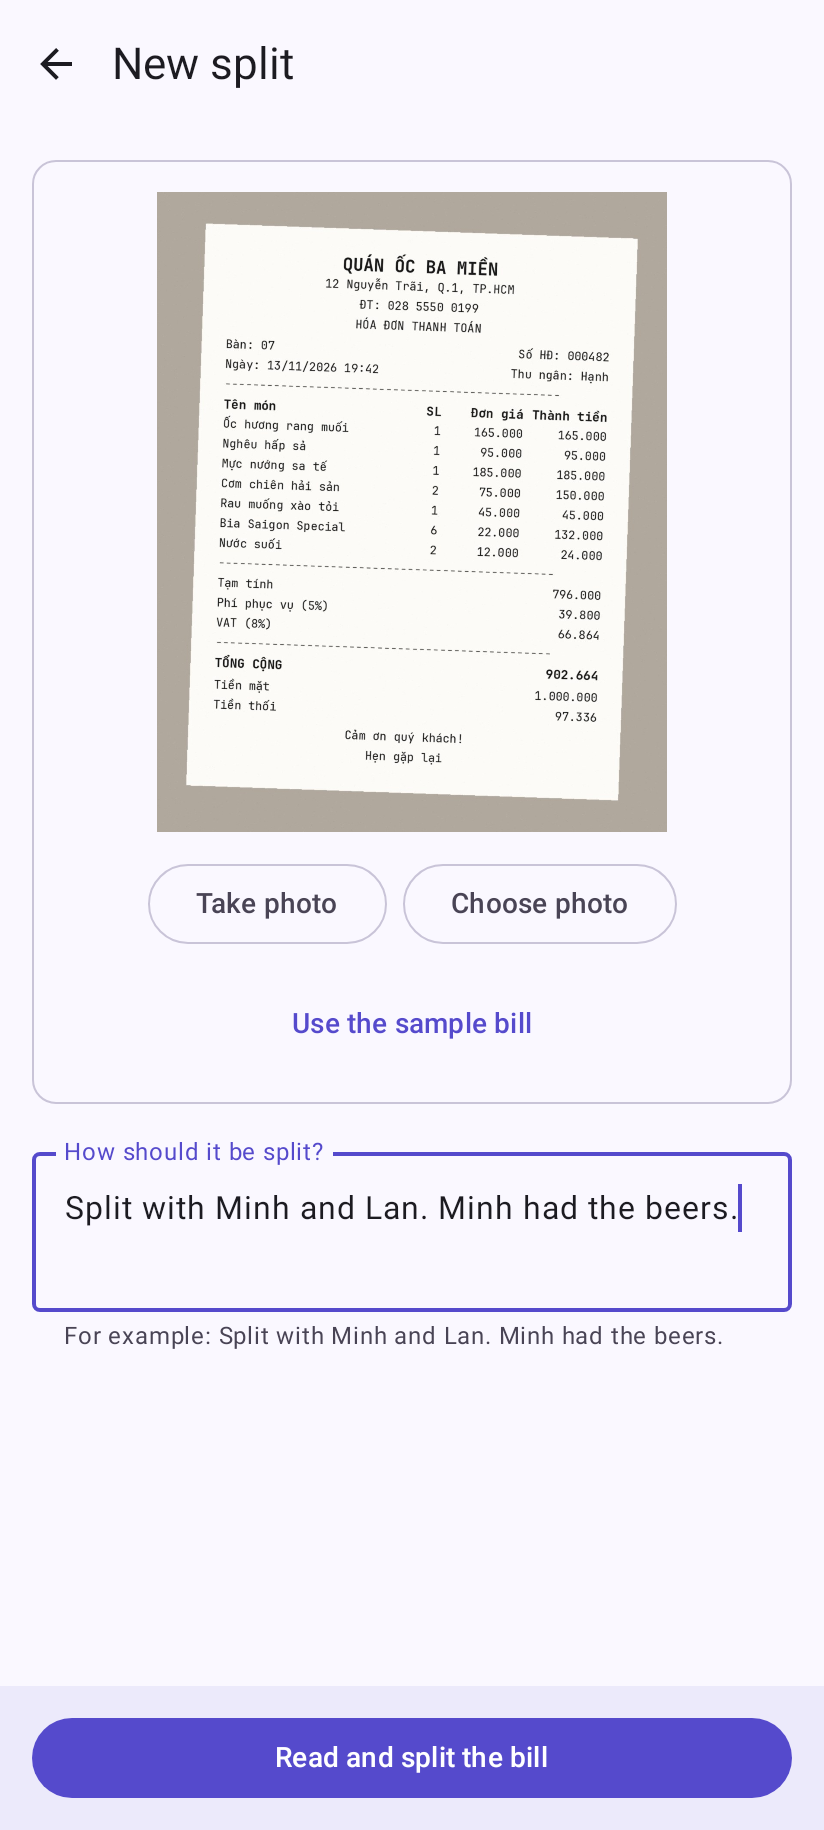 New split
QUÁN ỐC BA MIỀN
12 Nguyễn Trãi, Q.1, TP.HCM
ĐT: 028 5550 0199
HÓA ĐƠN THANH TOÁN
Bàn: 07 Số HĐ: 000482
Ngày: 13/11/2026 19:42 Thu ngân: Hạnh
Tên món SL Đơn giá Thành tiền
Ốc hương rang muối 1 165.000 165.000
Nghêu hấp sả 1 95.000 95.000
Mực nướng sa tế 1 185.000 185.000
Cơm chiên hải sản 2 75.000 150.000
Rau muống xào tỏi 1 45.000 45.000
Bia Saigon Special 6 22.000 132.000
Nước suối 2 12.000 24.000
Tạm tính 796.000
Phí phục vụ (5%) 39.800
VAT (8%) 66.864
TỔNG CỘNG 902.664
Tiền mặt 1.000.000
Tiền thối 97.336
Cảm ơn quý khách!
Hẹn gặp lại
Take photo Choose photo
Use the sample bill
How should it be split?
Split with Minh and Lan. Minh had the beers.
For example: Split with Minh and Lan. Minh had the beers.
Read and split the bill